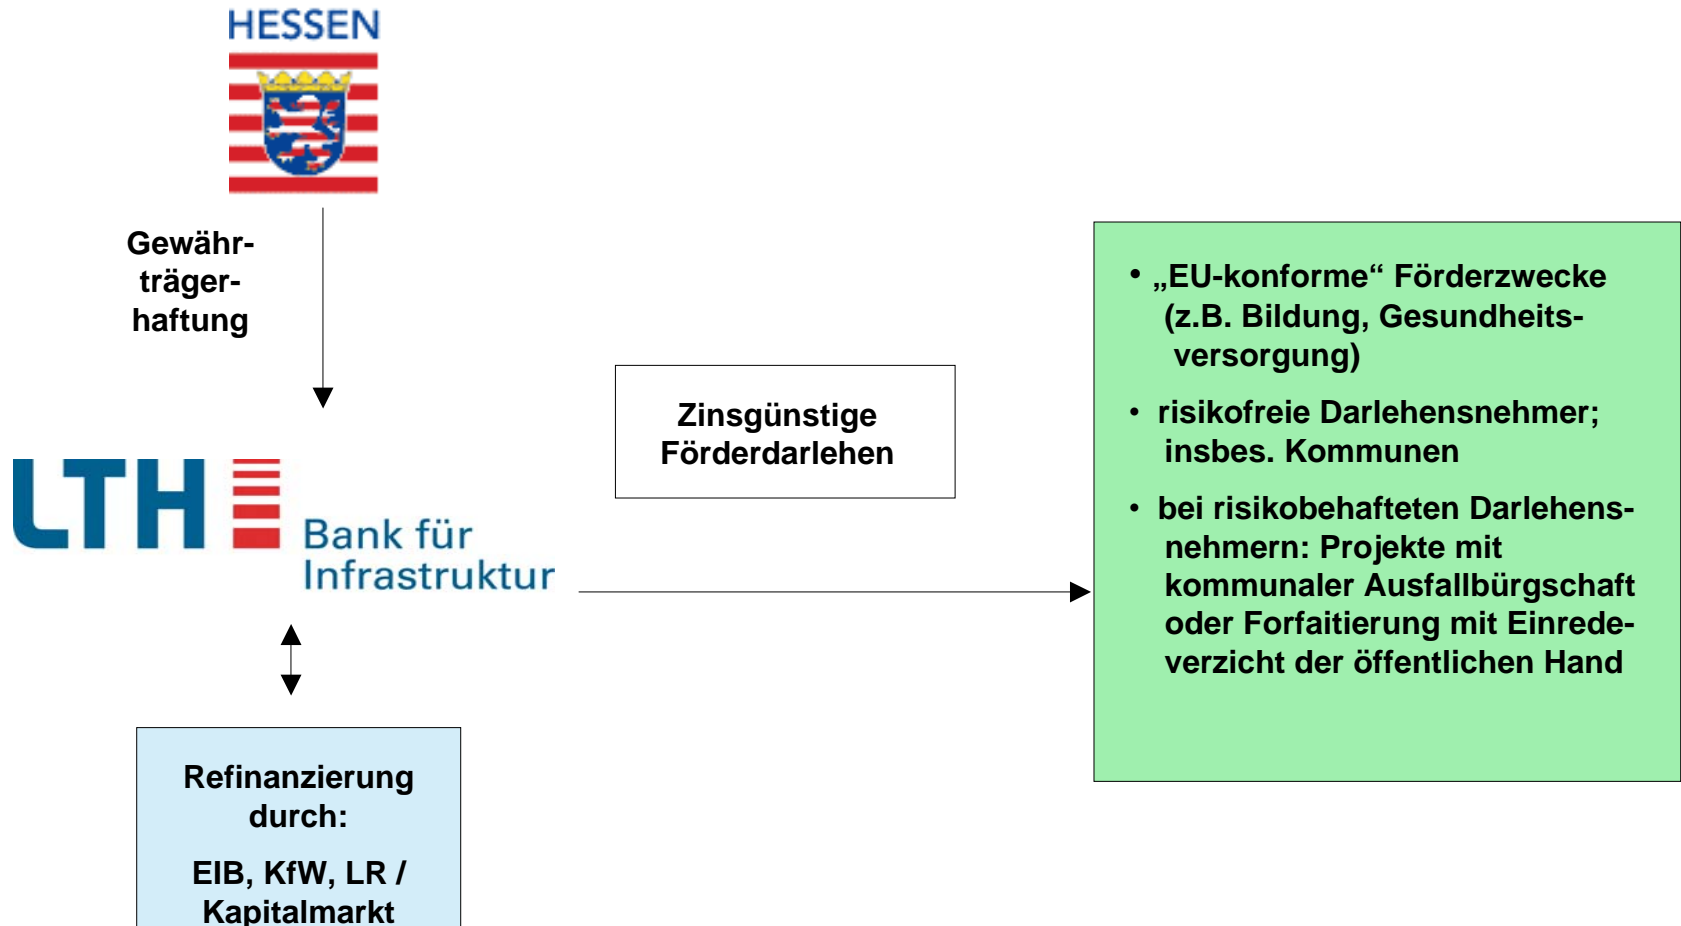 HESSEN
Gewähr-
träger-
haftung
LTH
Bank für
Infrastruktur
Zinsgünstige
Förderdarlehen
• „EU-konforme“ Förderzwecke
(z.B. Bildung, Gesundheits-
versorgung)
• risikofreie Darlehensnehmer;
insbes. Kommunen
• bei risikobehafteten Darlehens-
nehmern: Projekte mit
kommunaler Ausfallbürgschaft
oder Forfaitierung mit Einrede-
verzicht der öffentlichen Hand
Refinanzierung
durch:
EIB, KfW, LR /
Kapitalmarkt